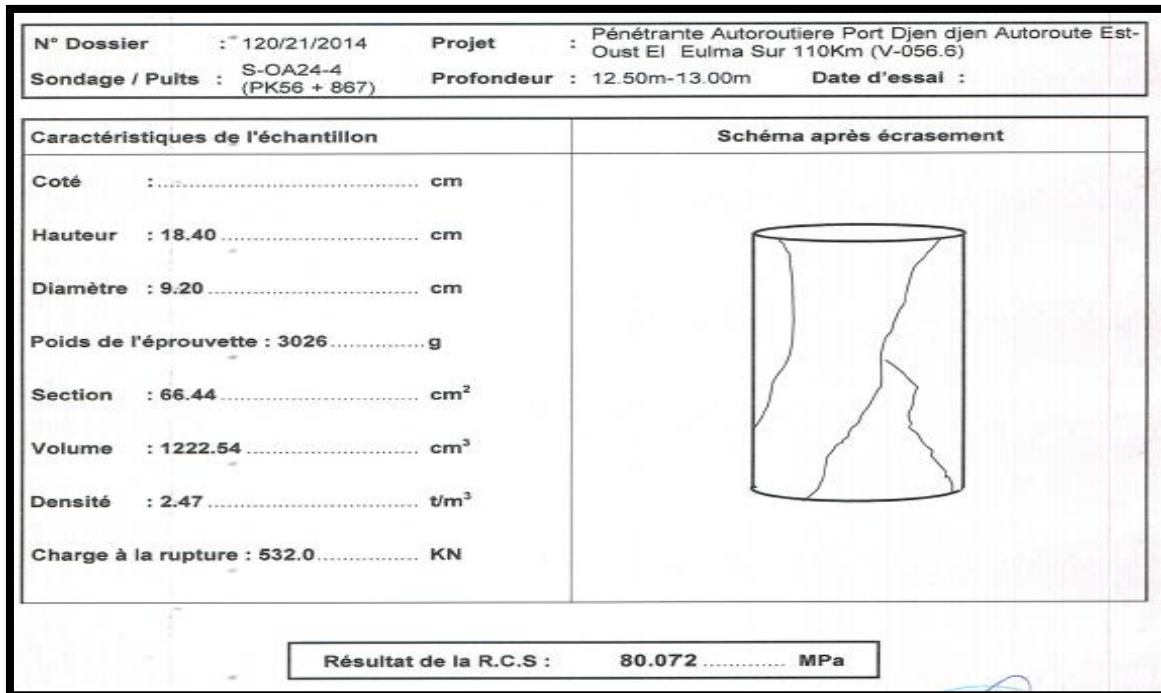 N° Dossier : 120/21/2014 Projet : Pénétrante Autoroutiere Port Djen djen Autoroute Est-
Oust El Eulma Sur 110Km (V-056.6)
Sondage / Puits : S-OA24-4
(PK56 + 867) Profondeur : 12.50m-13.00m Date d'essai :
Caractéristiques de l'échantillon
Schéma après écrasement
Coté :........................................ cm
Hauteur : 18.40.............................. cm
Diamètre : 9.20................................ cm
Poids de l'éprouvette : 3026..............g
Section : 66.44.............................. cm²
Volume : 1222.54.......................... cm³
Densité : 2.47................................ t/m³
Charge à la rupture : 532.0................ KN
Résultat de la R.C.S : 80.072............. MPa